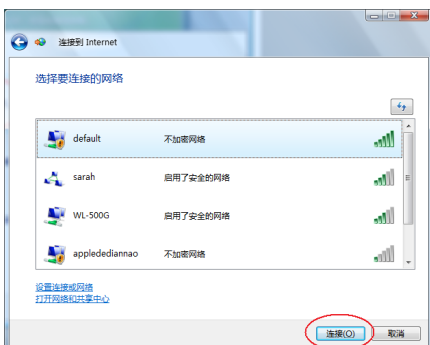 连接到 Internet
选择要连接的网络
default 不加密网络
sarah 启用了安全的网络
WL-500G 启用了安全的网络
appledediannao 不加密网络
设置连接或网络
打开网络和共享中心
连接(O) 取消